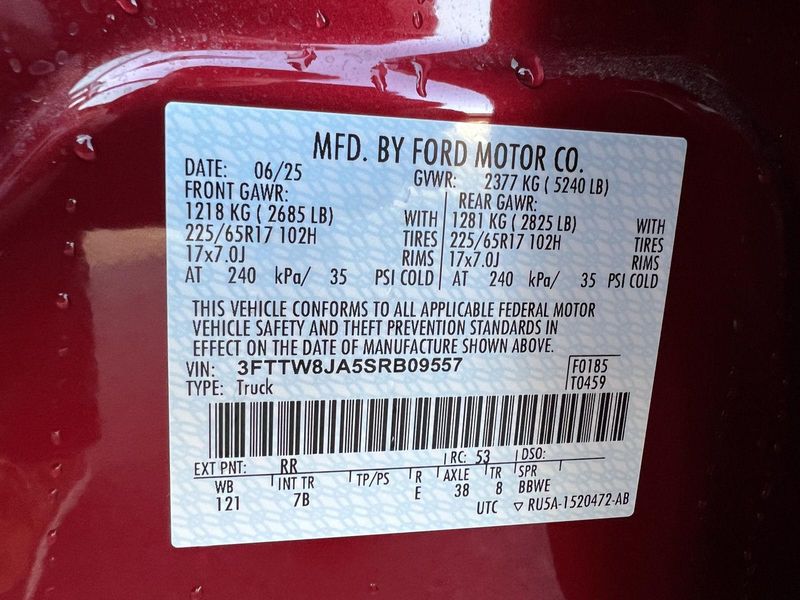 MFD. BY FORD MOTOR CO.
DATE: 06/25 GVWR: 2377 KG ( 5240 LB)
FRONT GAWR: REAR GAWR:
1218 KG ( 2685 LB) WITH 1281 KG ( 2825 LB) WITH
225/65R17 102H TIRES 225/65R17 102H TIRES
17x7.0J RIMS 17x7.0J RIMS
AT 240 kPa/ 35 PSI COLD AT 240 kPa/ 35 PSI COLD
THIS VEHICLE CONFORMS TO ALL APPLICABLE FEDERAL MOTOR
VEHICLE SAFETY AND THEFT PREVENTION STANDARDS IN
EFFECT ON THE DATE OF MANUFACTURE SHOWN ABOVE.
VIN: 3FTTW8JA5SRB09557 F0185
TYPE: Truck T0459
EXT PNT: RR RC: 53 DSO:
WB INT TR TP/PS R AXLE TR SPR
121 7B E 38 8 BBWE
UTC ▽ RU5A-1520472-AB